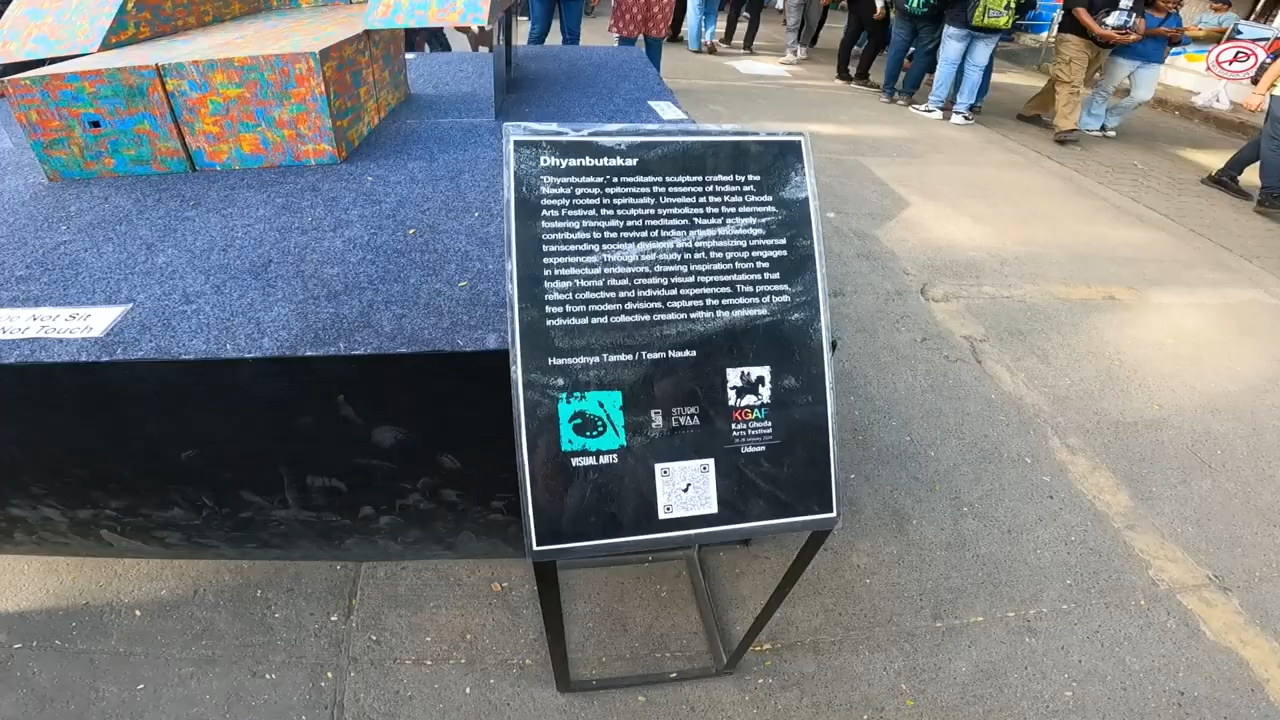 Dhyanbutakar
"Dhyanbutakar," a meditative sculpture crafted by the
'Nauka' group, epitomizes the essence of Indian art,
deeply rooted in spirituality. Unveiled at the Kala Ghoda
Arts Festival, the sculpture symbolizes the five elements,
fostering tranquility and meditation. 'Nauka' actively
contributes to the revival of Indian artistic knowledge,
transcending societal divisions and emphasizing universal
experiences. Through self-study in art, the group engages
in intellectual endeavors, drawing inspiration from the
Indian 'Homa' ritual, creating visual representations that
reflect collective and individual experiences. This process,
free from modern divisions, captures the emotions of both
individual and collective creation within the universe.
Hansodnya Tambe / Team Nauka
VISUAL ARTS
STUDIO
EVAA
KGAF
Kala Ghoda
Arts Festival
Udaan
Not Sit
Not Touch